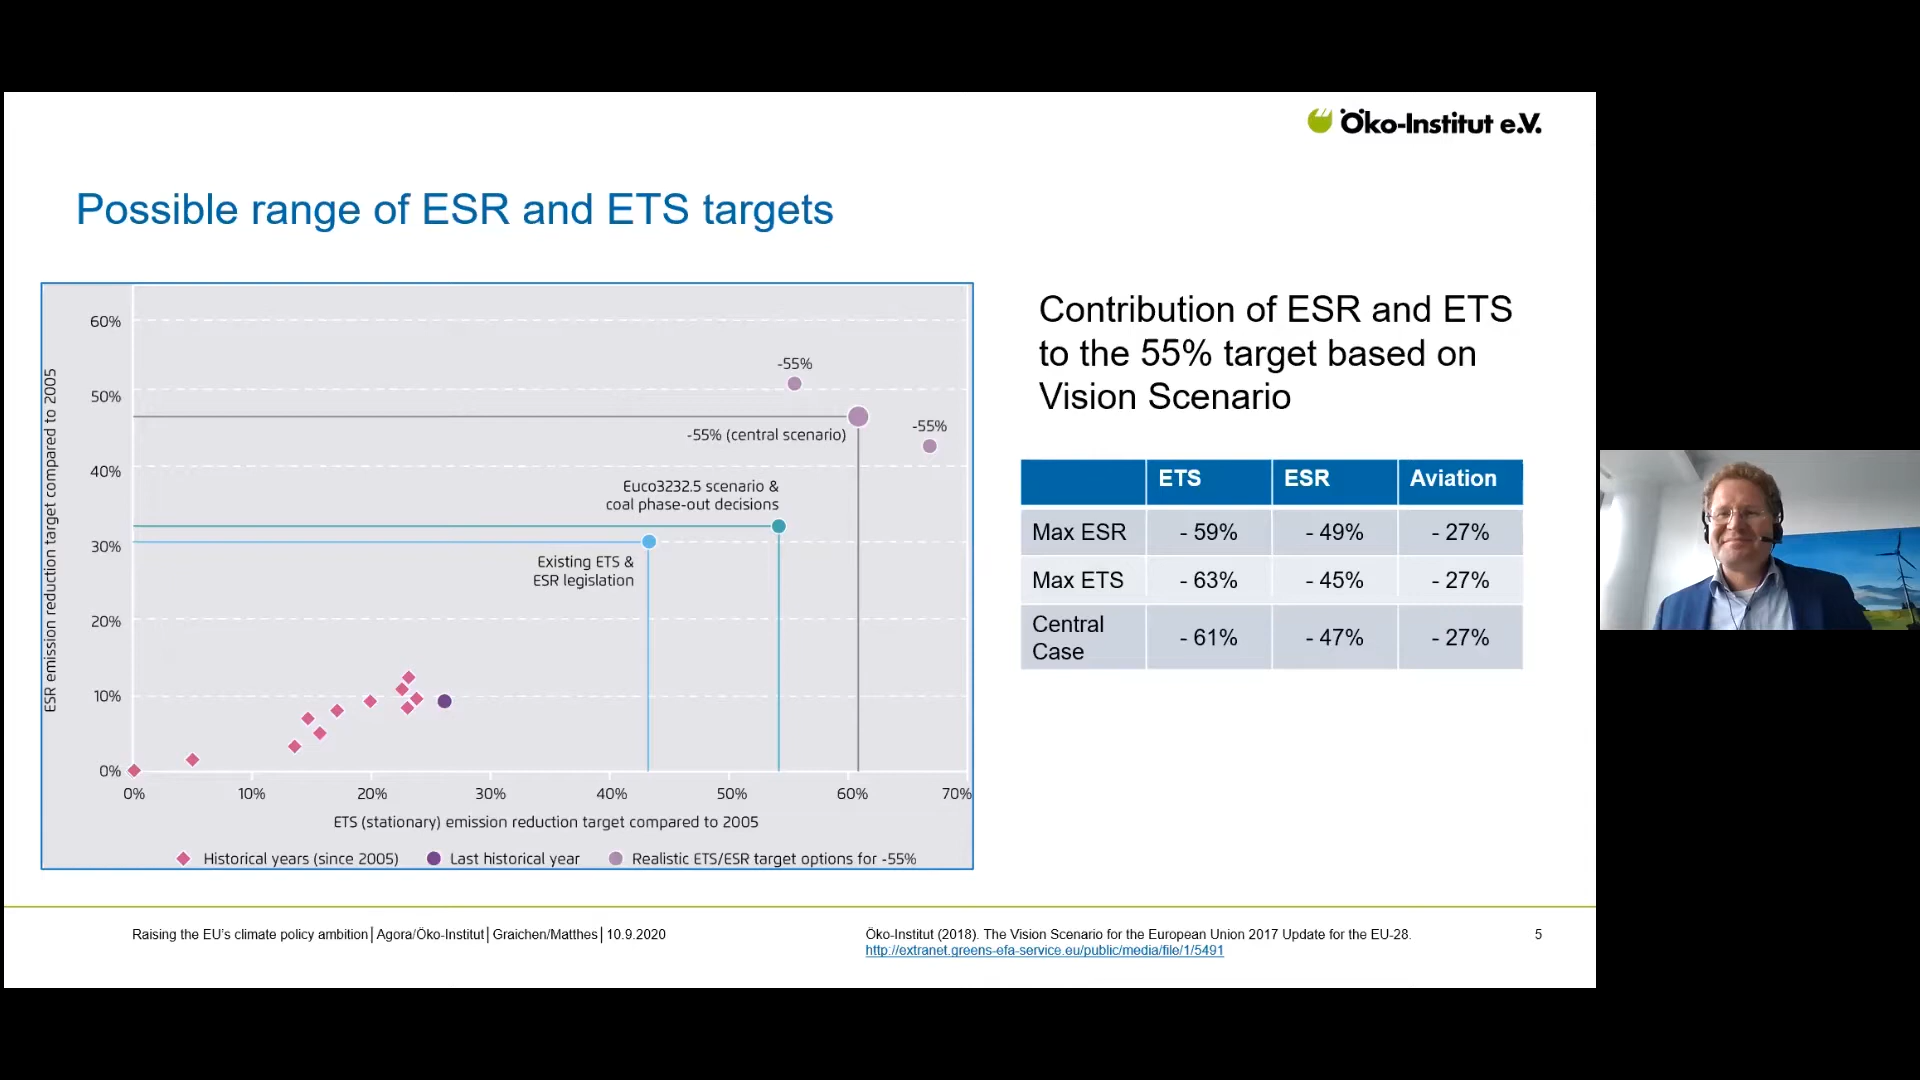 Öko-Institut e.V.
Possible range of ESR and ETS targets
ESR emission reduction target compared to 2005
60%
50%
40%
30%
20%
10%
0%
-55%
-55%
-55% (central scenario)
Euco3232.5 scenario &
coal phase-out decisions
Existing ETS &
ESR legislation
0% 10% 20% 30% 40% 50% 60% 70%
ETS (stationary) emission reduction target compared to 2005
Historical years (since 2005) Last historical year Realistic ETS/ESR target options for -55%
Contribution of ESR and ETS
to the 55% target based on
Vision Scenario
ETS ESR Aviation
Max ESR - 59% - 49% - 27%
Max ETS - 63% - 45% - 27%
Central
Case - 61% - 47% - 27%
Raising the EU's climate policy ambition│Agora/Öko-Institut│Graichen/Matthes│10.9.2020
Öko-Institut (2018). The Vision Scenario for the European Union 2017 Update for the EU-28.
http://extranet.greens-efa-service.eu/public/media/file/1/5491
5